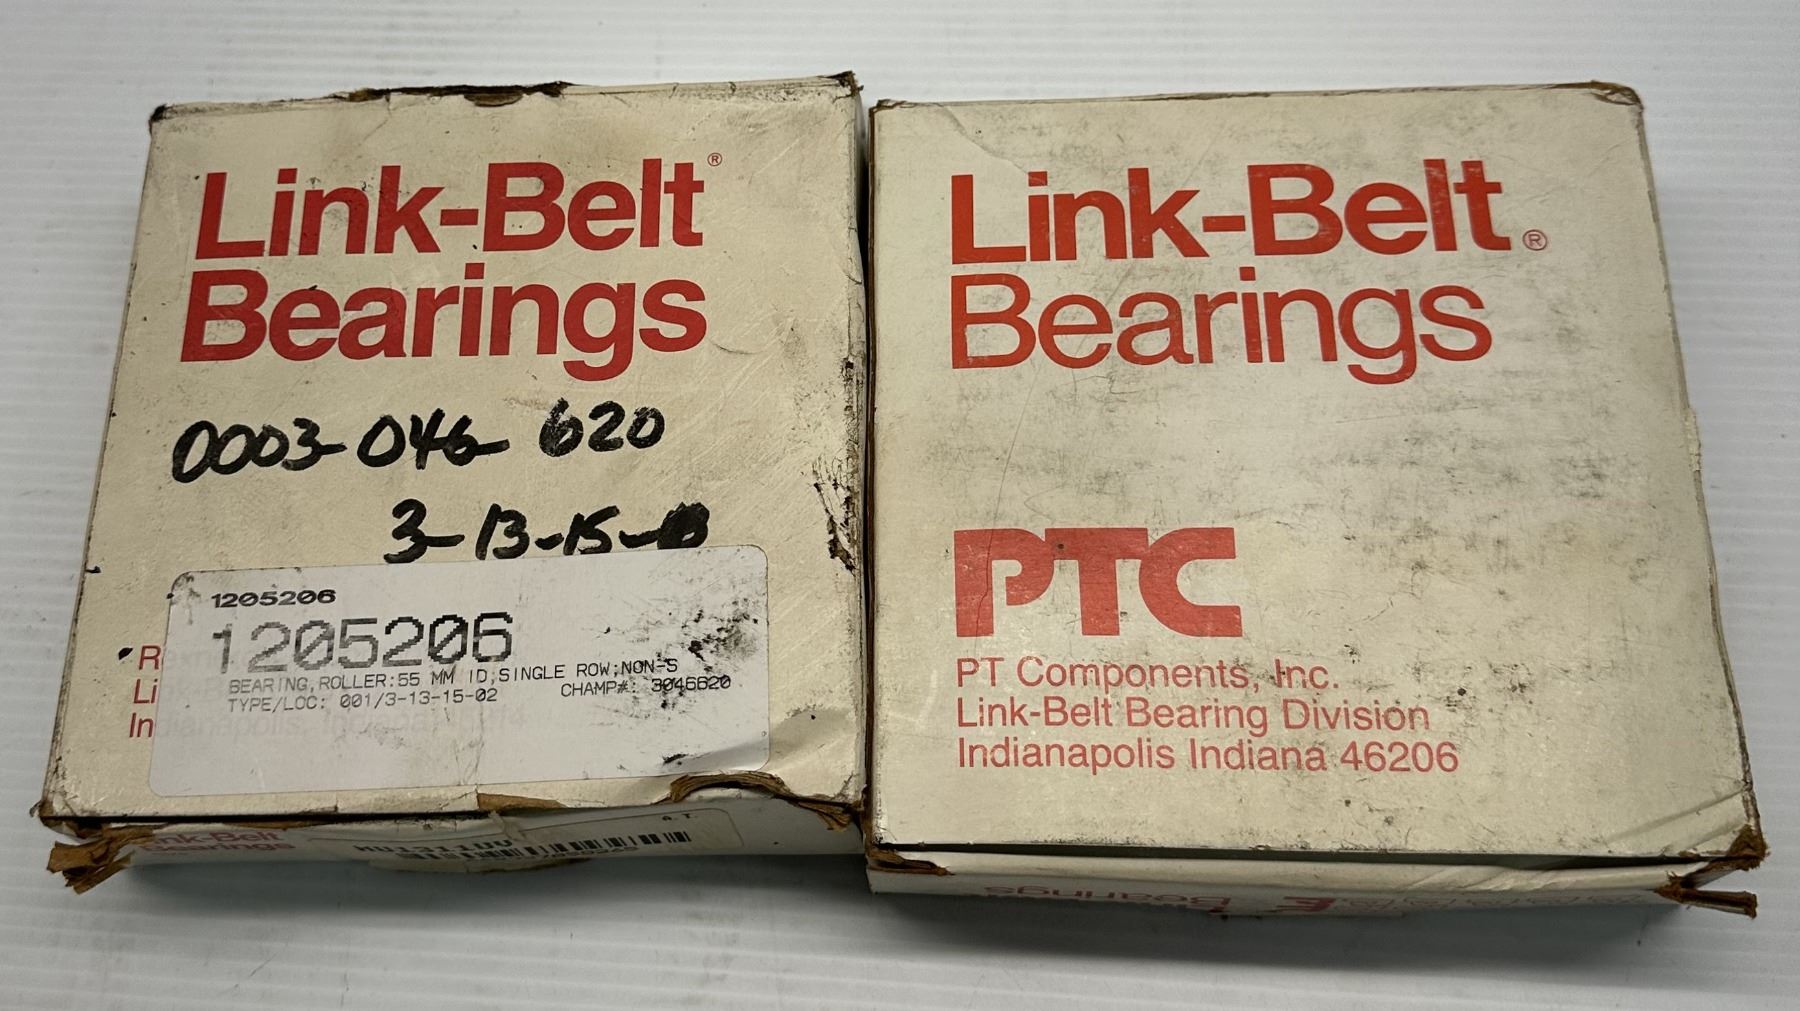 Link-Belt®
Bearings
0003-046-620
3-13-15-
1205206
1205206
BEARING,ROLLER:55 MM ID;SINGLE ROW;NON-S
TYPE/LOC: 001/3-13-15-02 CHAMP#: 3046620
Link-Belt
Bearings
Link-Belt®
Bearings
PTC
PT Components, Inc.
Link-Belt Bearing Division
Indianapolis Indiana 46206
Bearings